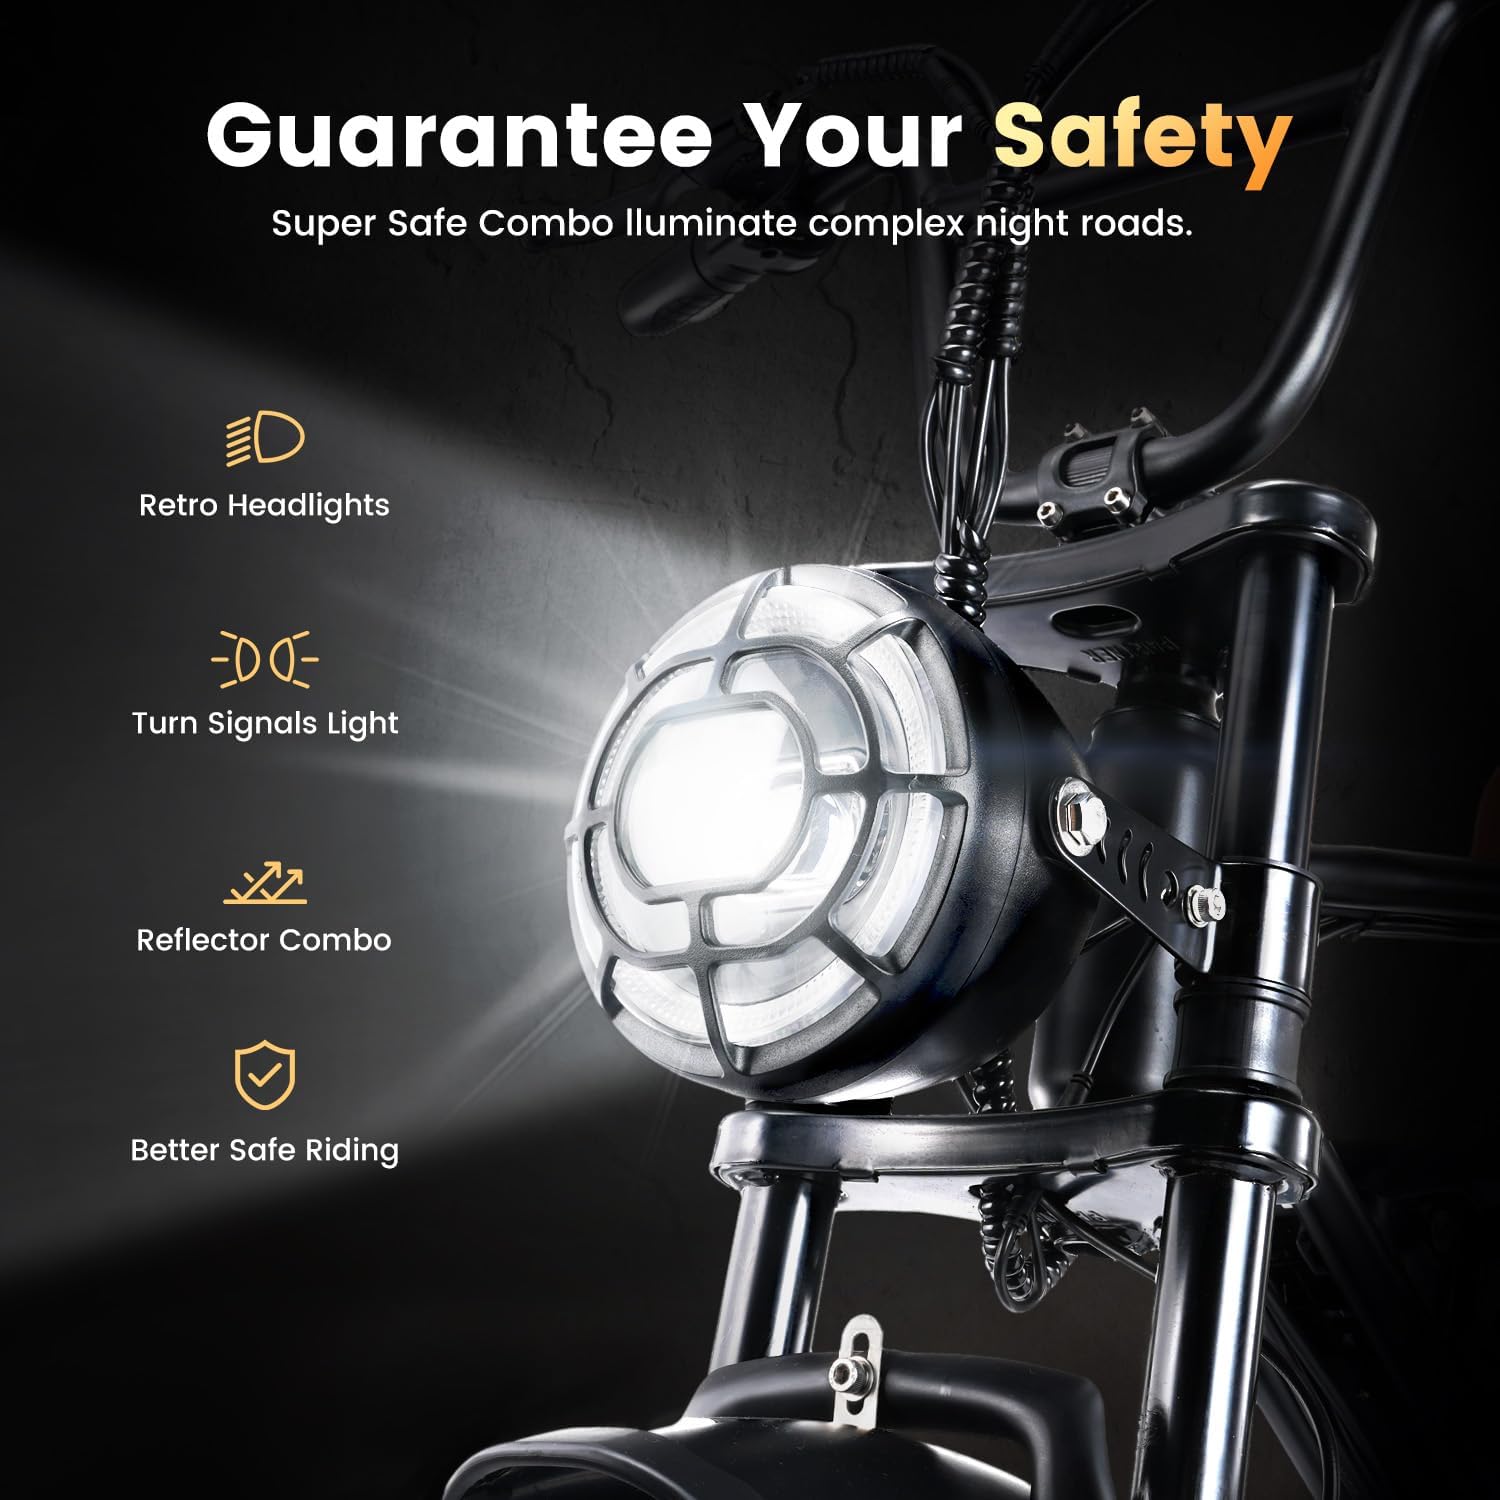 Guarantee Your Safety
Super Safe Combo lluminate complex night roads.
Retro Headlights
Turn Signals Light
Reflector Combo
Better Safe Riding